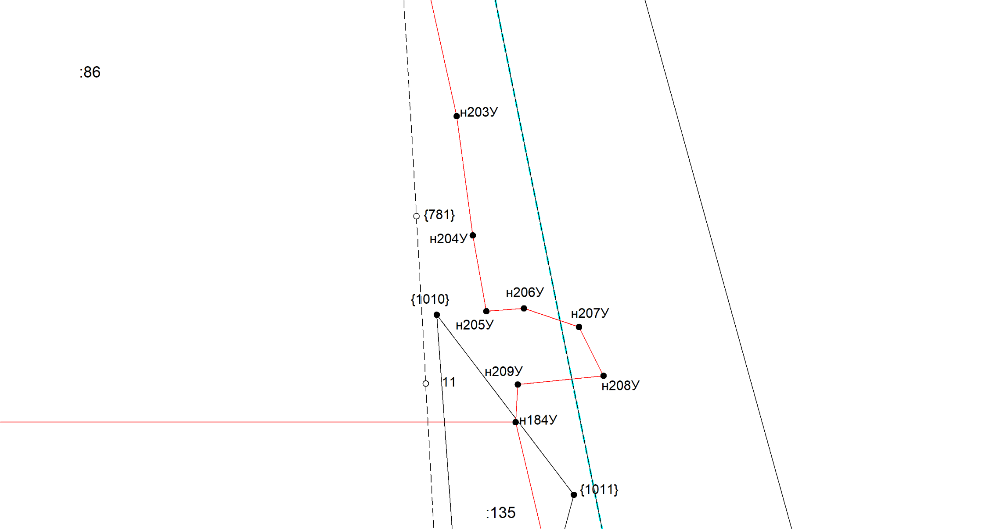 :86
н203У
{781}
н204У
н206У
{1010}
н207У
н205У
н209У
11
н208У
н184У
{1011}
:135